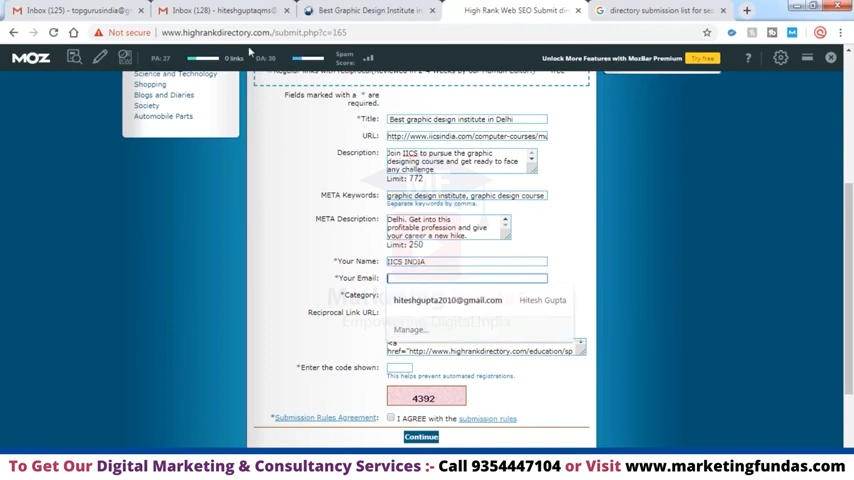 Inbox (125) - topgurusindia@g
Inbox (128) - hiteshguptaqms@
Best Graphic Design Institute in
High Rank Web SEO Submit dire
directory submission list for se
Not secure | www.highrankdirectory.com/submit.php?c=165
MOZ
PA: 27
0 links
DA: 30
Spam Score:
Unlock More Features with MozBar Premium
Try free
Science and Technology
Shopping
Blogs and Diaries
Society
Automobile Parts
Fields marked with a * are required.
*Title: Best graphic design institute in Delhi
URL: http://www.iicsindia.com/computer-courses/mu
Description: Join IICS to pursue the graphic
designing course and get ready to face
any challenge
Limit: 772
META Keywords: graphic design institute, graphic design course
Separate keywords by comma.
META Description: Delhi. Get into this
profitable profession and give
your career a new hike.
Limit: 250
*Your Name: IICS INDIA
*Your Email:
hiteshgupta2010@gmail.com Hitesh Gupta
*Category:
Reciprocal Link URL:
Manage...
<a
href="http://www.highrankdirectory.com/education/sp
*Enter the code shown:
This helps prevent automated registrations.
4392
*Submission Rules Agreement: I AGREE with the submission rules
Continue
To Get Our Digital Marketing & Consultancy Services :- Call 9354447104 or Visit www.marketingfundas.com